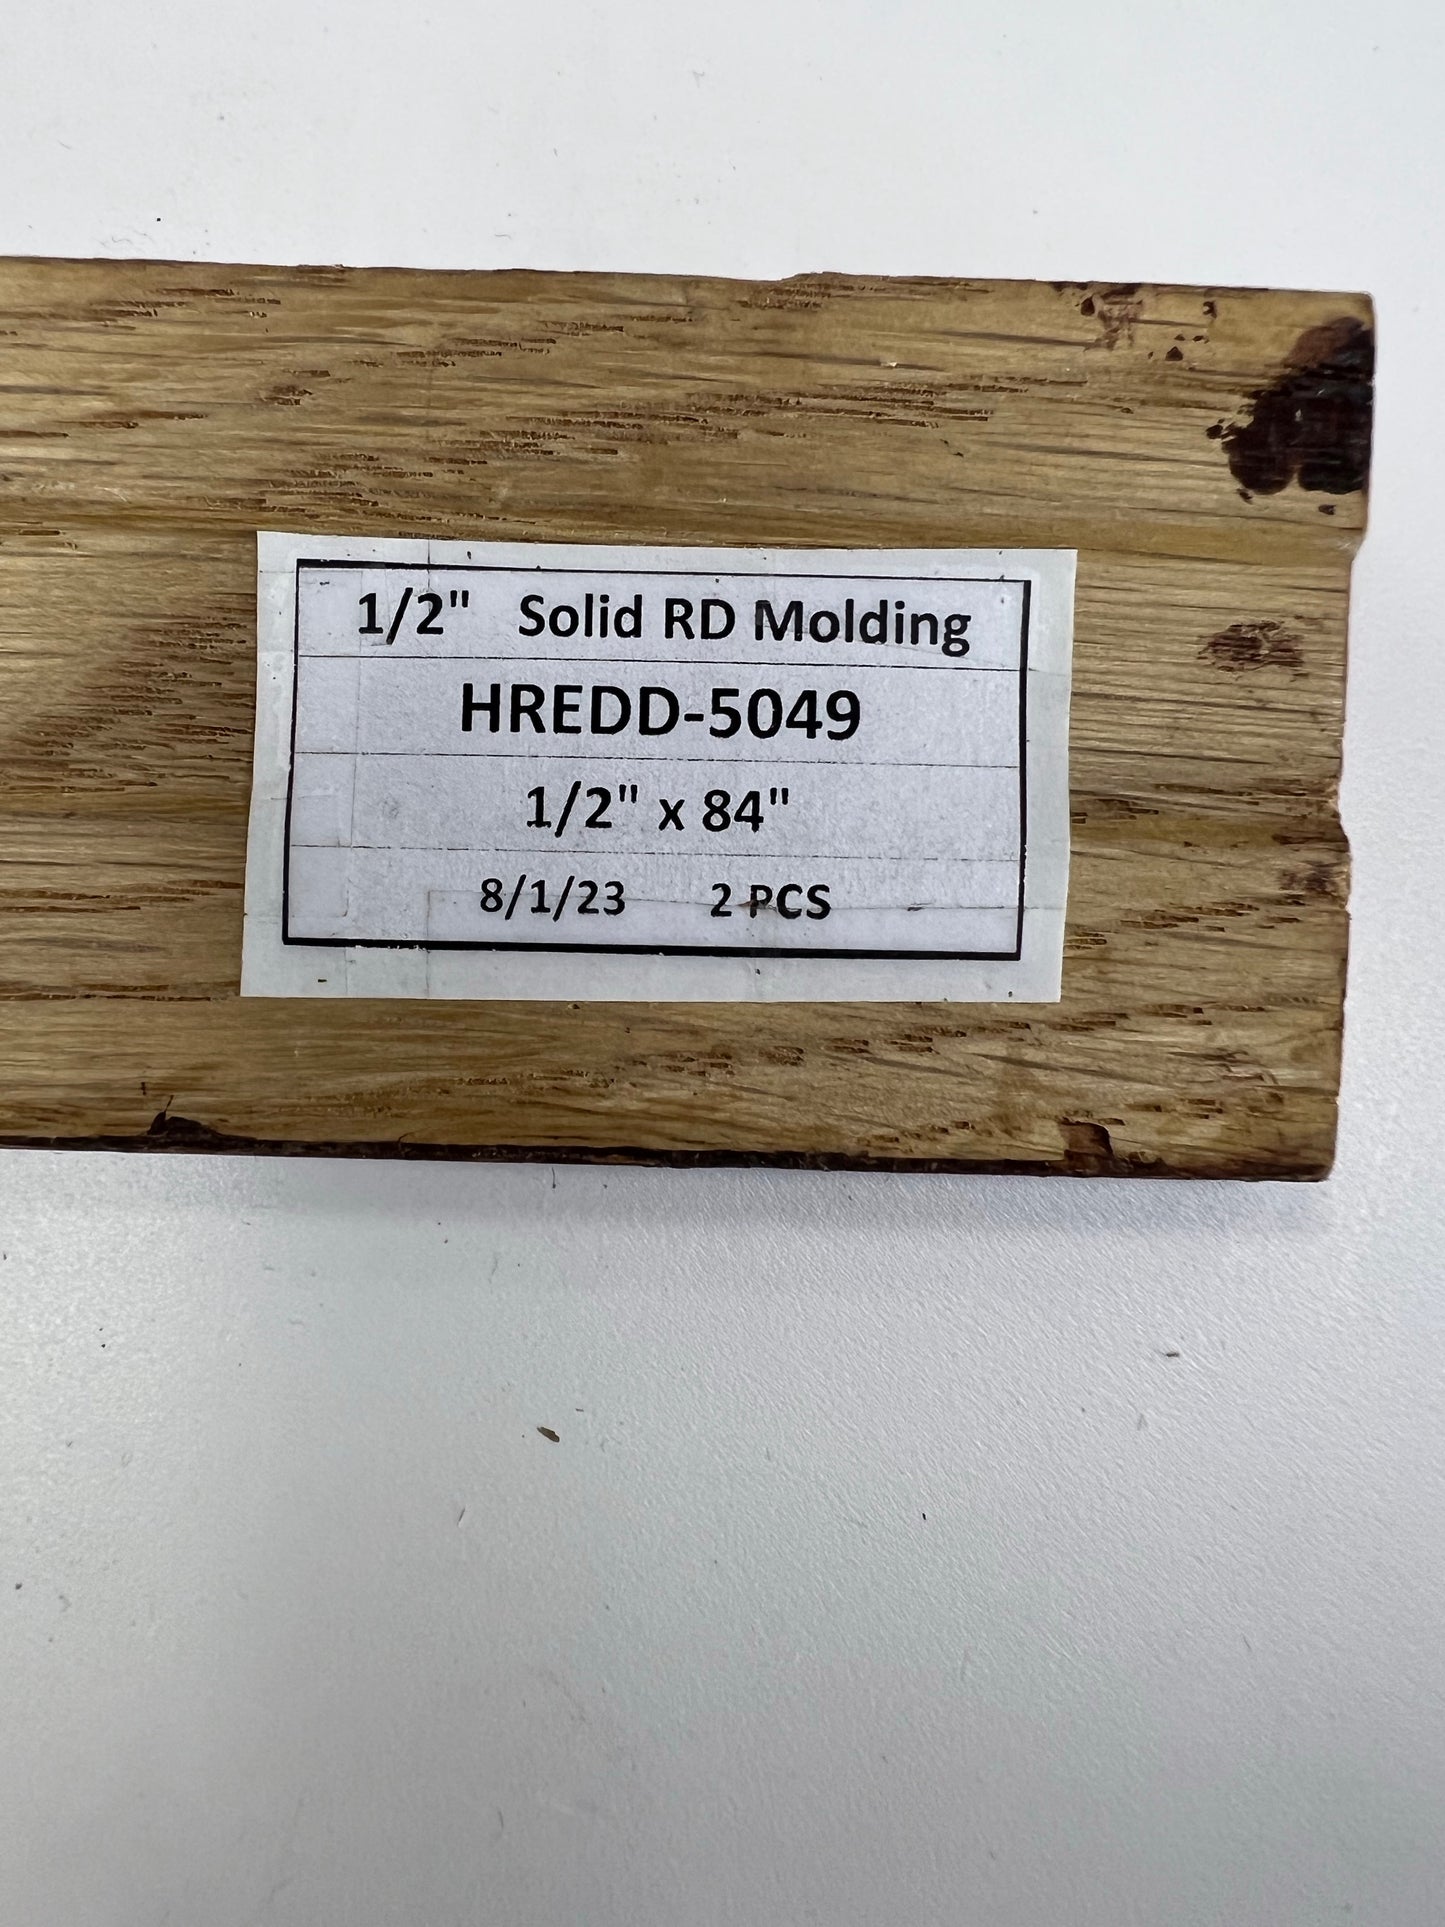 1/2" Solid RD Molding
HREDD-5049
1/2" x 84"
8/1/23 2 PCS